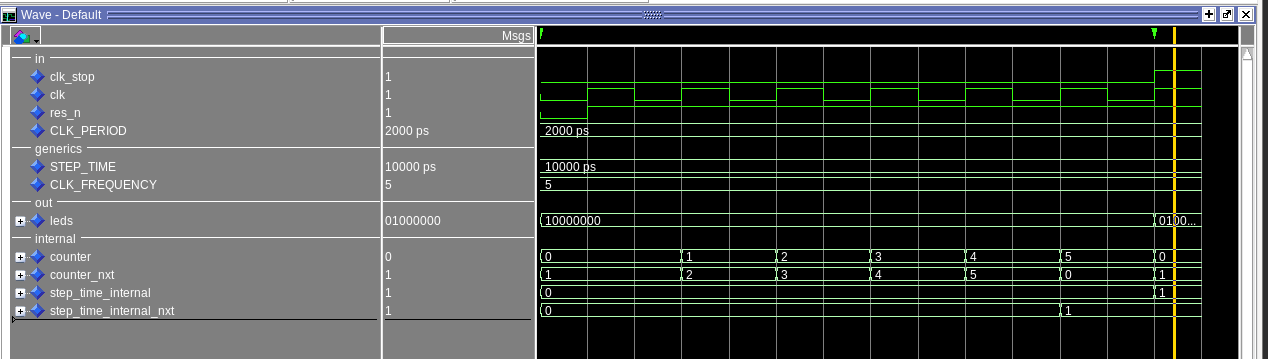 Wave - Default
Msgs
in
clk_stop 1
clk 1
res_n 1
CLK_PERIOD 2000 ps 2000 ps
generics
STEP_TIME 10000 ps 10000 ps
CLK_FREQUENCY 5 5
out
leds 01000000 10000000 0100...
internal
counter 0 0 1 2 3 4 5 0
counter_nxt 1 1 2 3 4 5 0 1
step_time_internal 1 0 1
step_time_internal_nxt 1 0 1